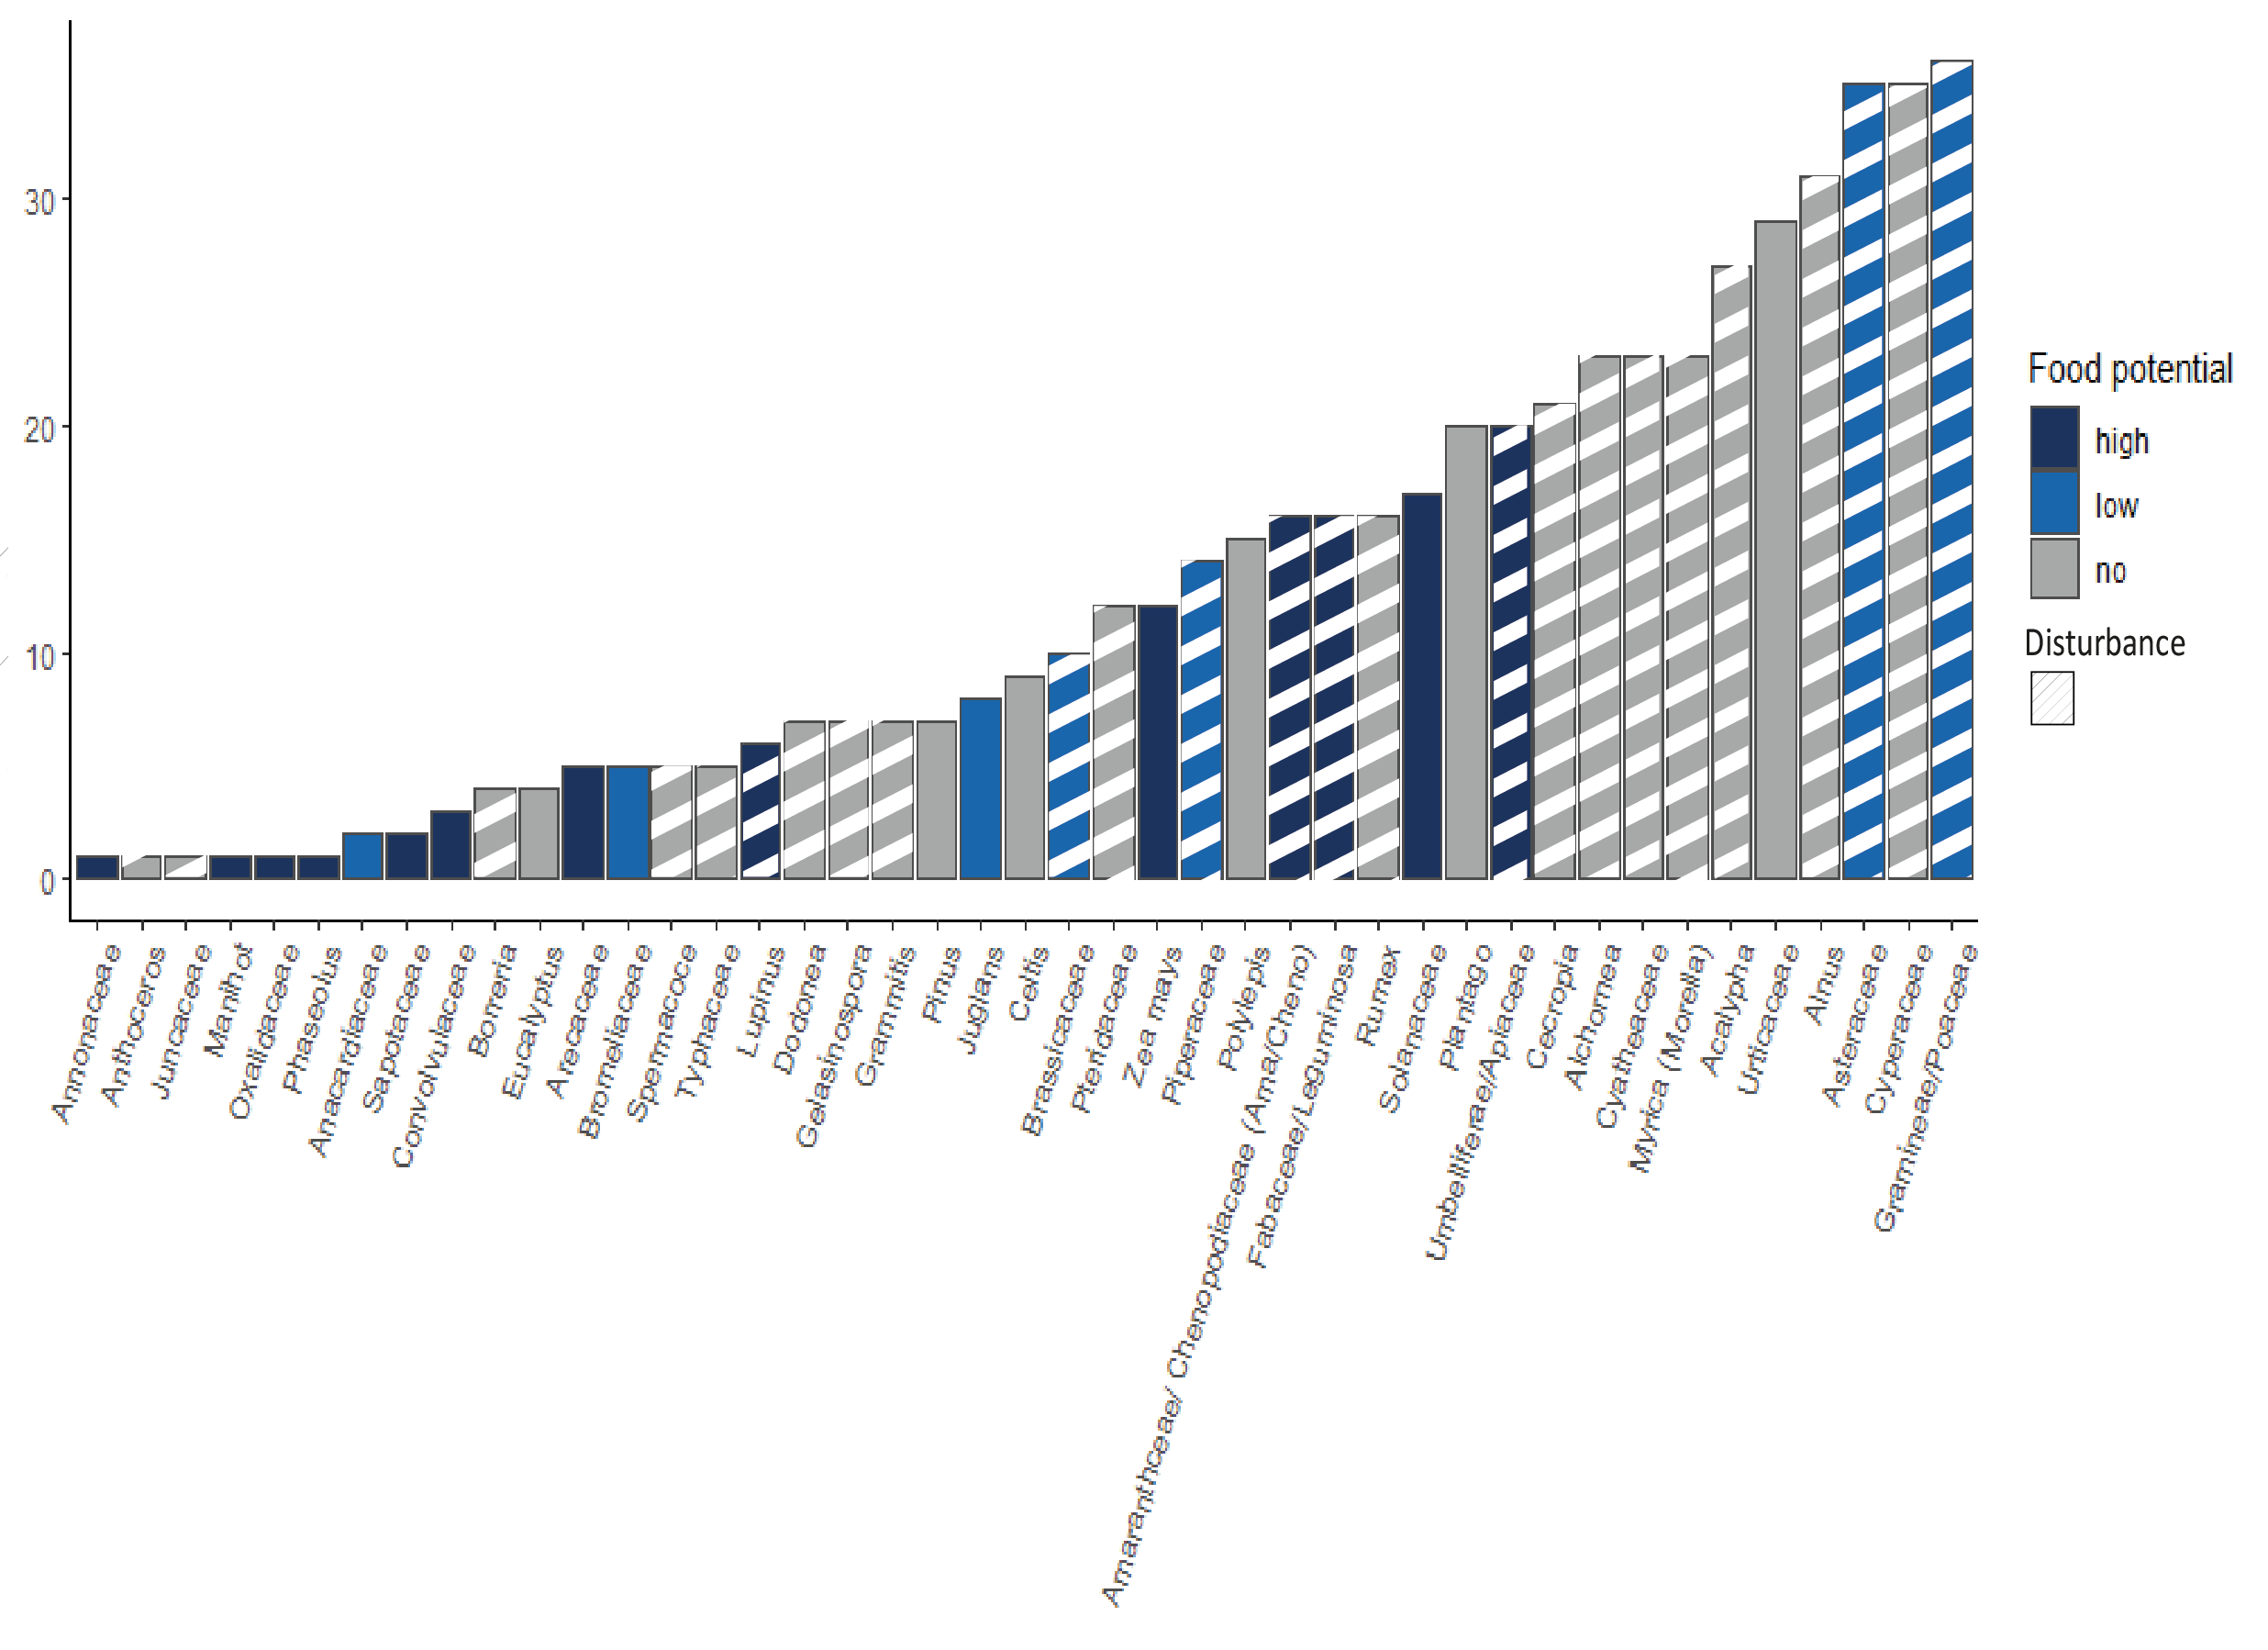 30
20
10
0
Annonaceae
Anthoceros
Juncaceae
Manihot
Oxalidaceae
Phaseolus
Anacardiaceae
Sapotaceae
Convolvulaceae
Borreria
Eucalyptus
Arecaceae
Bromeliaceae
Spermacoce
Typhaceae
Lupinus
Dodonea
Gelasinospora
Grammitis
Pinus
Juglans
Celtis
Brassicaceae
Pteridaceae
Zea mays
Piperaceae
Polylepis
Amaranthceae/ Chenopodiaceae (Ama/Cheno)
Fabaceae/Leguminosa
Rumex
Solanaceae
Plantago
Umbelliferae/Apiaceae
Cecropia
Alchornea
Cyatheaceae
Myrica (Morella)
Acalypha
Urticaceae
Alnus
Asteraceae
Cyperaceae
Gramineae/Poaceae
Food potential
high
low
no
Disturbance